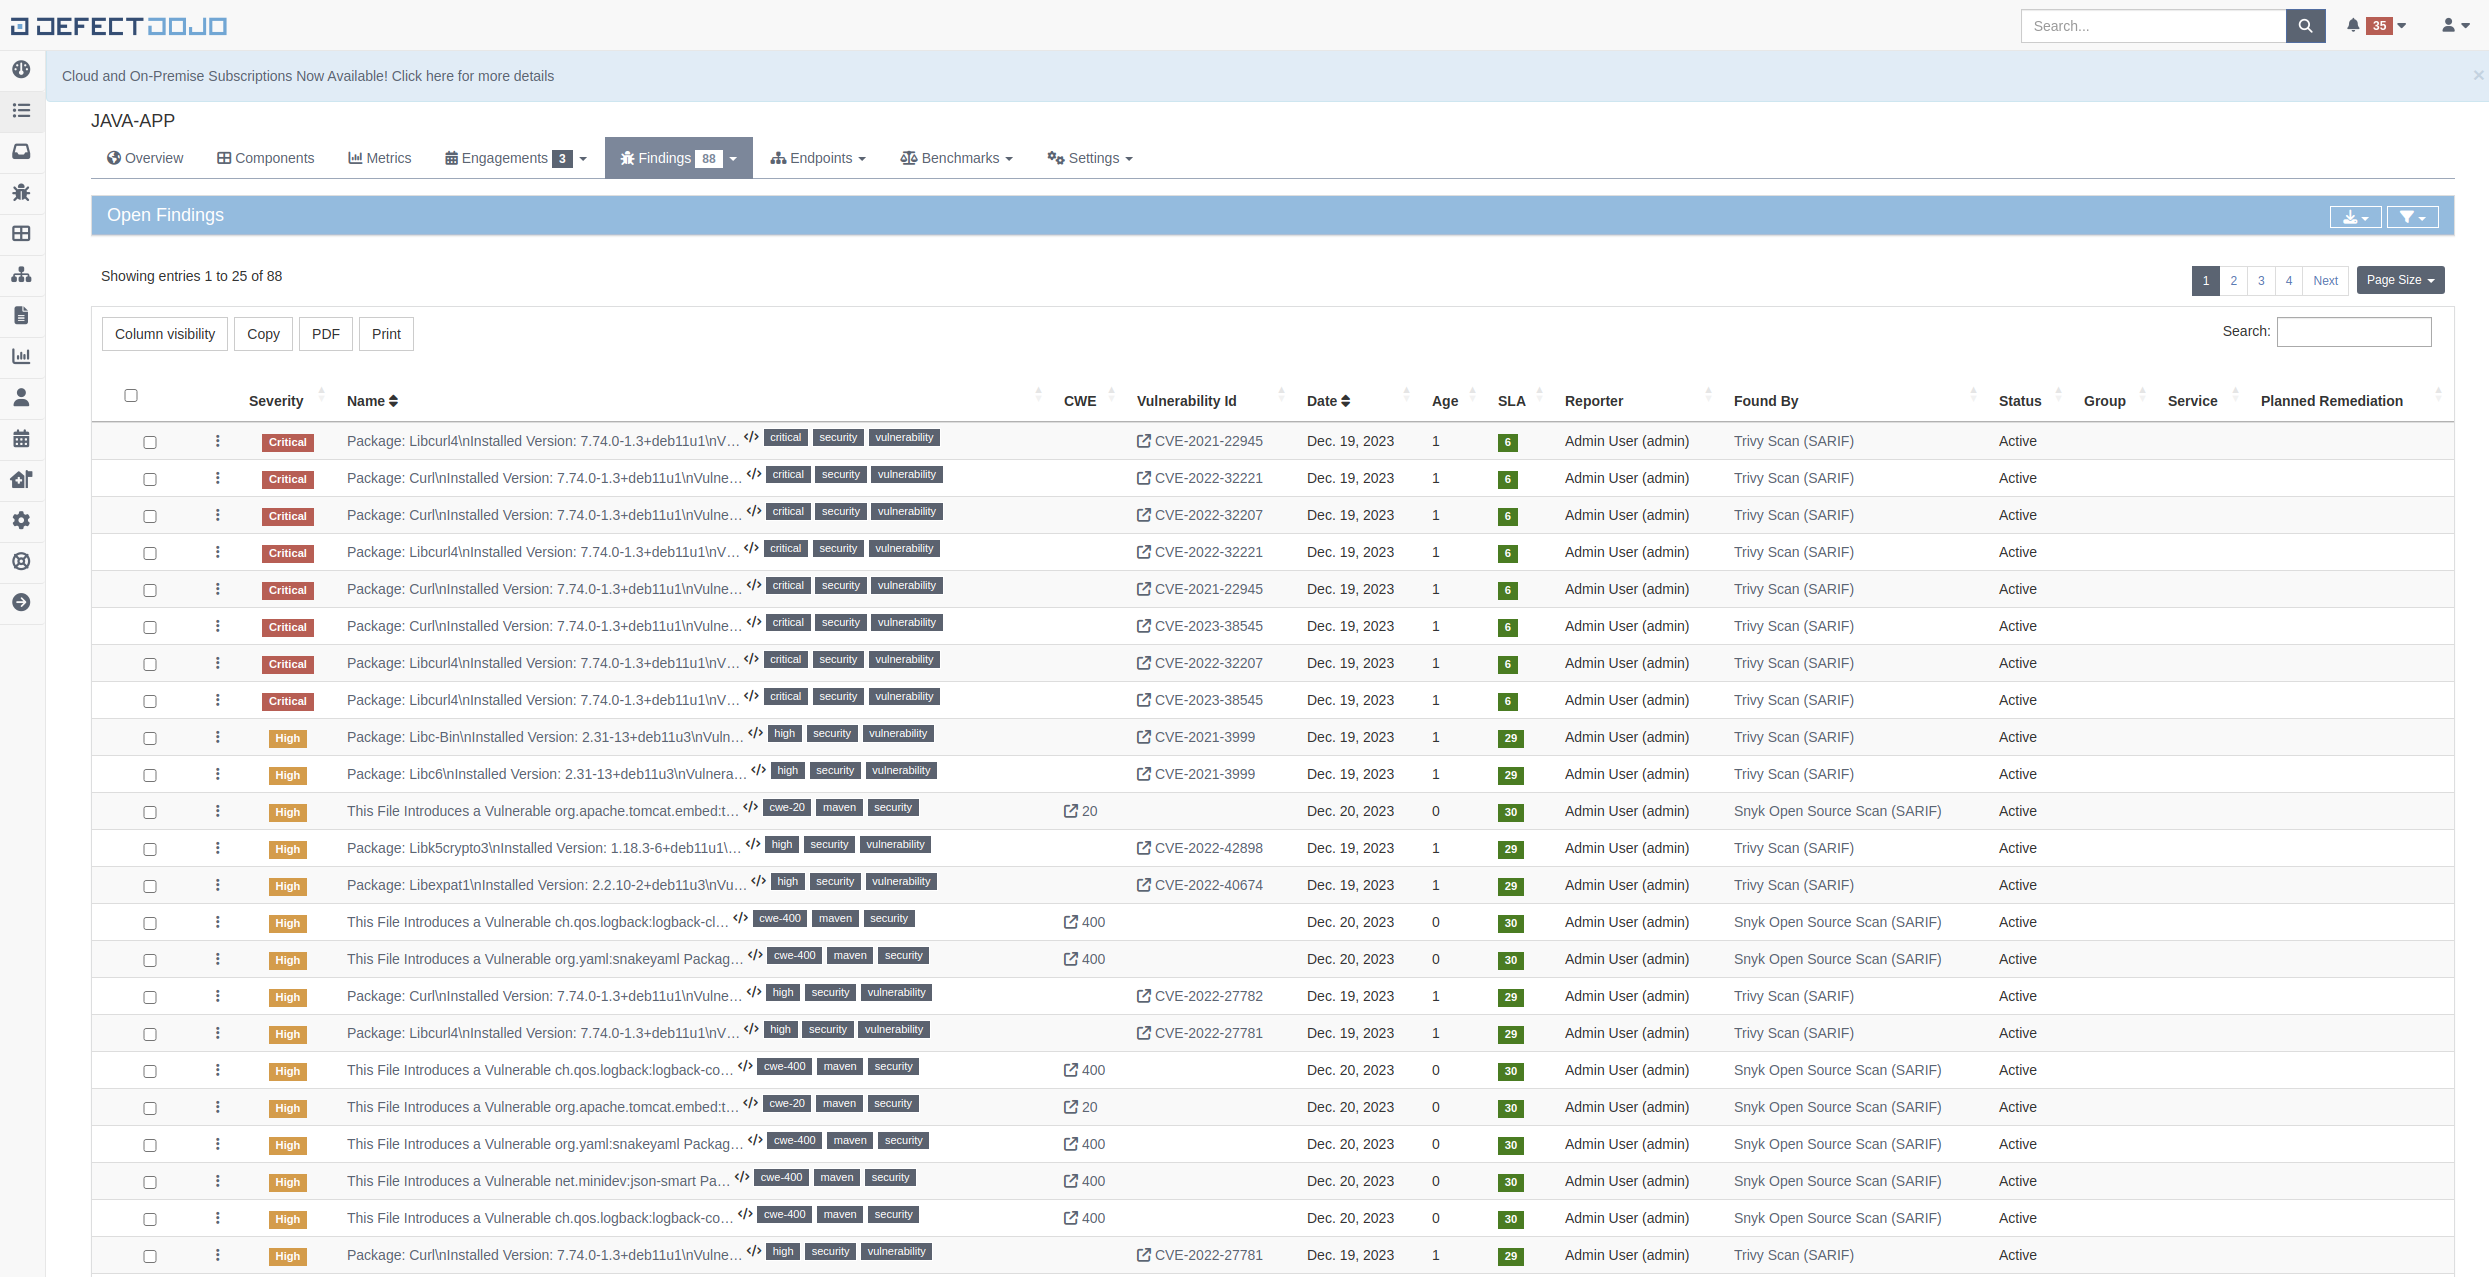 DEFECTDOJO Search... 35
Cloud and On-Premise Subscriptions Now Available! Click here for more details ×
JAVA-APP
Overview Components Metrics Engagements 3 Findings 88 Endpoints Benchmarks Settings
Open Findings
Showing entries 1 to 25 of 88 1 2 3 4 Next Page Size
Column visibility Copy PDF Print Search:
Severity Name CWE Vulnerability Id Date Age SLA Reporter Found By Status Group Service Planned Remediation
Critical Package: Libcurl4\nInstalled Version: 7.74.0-1.3+deb11u1\nV... </> critical security vulnerability CVE-2021-22945 Dec. 19, 2023 1 6 Admin User (admin) Trivy Scan (SARIF) Active
Critical Package: Curl\nInstalled Version: 7.74.0-1.3+deb11u1\nVulne... </> critical security vulnerability CVE-2022-32221 Dec. 19, 2023 1 6 Admin User (admin) Trivy Scan (SARIF) Active
Critical Package: Curl\nInstalled Version: 7.74.0-1.3+deb11u1\nVulne... </> critical security vulnerability CVE-2022-32207 Dec. 19, 2023 1 6 Admin User (admin) Trivy Scan (SARIF) Active
Critical Package: Libcurl4\nInstalled Version: 7.74.0-1.3+deb11u1\nV... </> critical security vulnerability CVE-2022-32221 Dec. 19, 2023 1 6 Admin User (admin) Trivy Scan (SARIF) Active
Critical Package: Curl\nInstalled Version: 7.74.0-1.3+deb11u1\nVulne... </> critical security vulnerability CVE-2021-22945 Dec. 19, 2023 1 6 Admin User (admin) Trivy Scan (SARIF) Active
Critical Package: Curl\nInstalled Version: 7.74.0-1.3+deb11u1\nVulne... </> critical security vulnerability CVE-2023-38545 Dec. 19, 2023 1 6 Admin User (admin) Trivy Scan (SARIF) Active
Critical Package: Libcurl4\nInstalled Version: 7.74.0-1.3+deb11u1\nV... </> critical security vulnerability CVE-2022-32207 Dec. 19, 2023 1 6 Admin User (admin) Trivy Scan (SARIF) Active
Critical Package: Libcurl4\nInstalled Version: 7.74.0-1.3+deb11u1\nV... </> critical security vulnerability CVE-2023-38545 Dec. 19, 2023 1 6 Admin User (admin) Trivy Scan (SARIF) Active
High Package: Libc-Bin\nInstalled Version: 2.31-13+deb11u3\nVuln... </> high security vulnerability CVE-2021-3999 Dec. 19, 2023 1 29 Admin User (admin) Trivy Scan (SARIF) Active
High Package: Libc6\nInstalled Version: 2.31-13+deb11u3\nVulnera... </> high security vulnerability CVE-2021-3999 Dec. 19, 2023 1 29 Admin User (admin) Trivy Scan (SARIF) Active
High This File Introduces a Vulnerable org.apache.tomcat.embed:t... </> cwe-20 maven security 20 Dec. 20, 2023 0 30 Admin User (admin) Snyk Open Source Scan (SARIF) Active
High Package: Libk5crypto3\nInstalled Version: 1.18.3-6+deb11u1\... </> high security vulnerability CVE-2022-42898 Dec. 19, 2023 1 29 Admin User (admin) Trivy Scan (SARIF) Active
High Package: Libexpat1\nInstalled Version: 2.2.10-2+deb11u3\nVu... </> high security vulnerability CVE-2022-40674 Dec. 19, 2023 1 29 Admin User (admin) Trivy Scan (SARIF) Active
High This File Introduces a Vulnerable ch.qos.logback:logback-cl... </> cwe-400 maven security 400 Dec. 20, 2023 0 30 Admin User (admin) Snyk Open Source Scan (SARIF) Active
High This File Introduces a Vulnerable org.yaml:snakeyaml Packag... </> cwe-400 maven security 400 Dec. 20, 2023 0 30 Admin User (admin) Snyk Open Source Scan (SARIF) Active
High Package: Curl\nInstalled Version: 7.74.0-1.3+deb11u1\nVulne... </> high security vulnerability CVE-2022-27782 Dec. 19, 2023 1 29 Admin User (admin) Trivy Scan (SARIF) Active
High Package: Libcurl4\nInstalled Version: 7.74.0-1.3+deb11u1\nV... </> high security vulnerability CVE-2022-27781 Dec. 19, 2023 1 29 Admin User (admin) Trivy Scan (SARIF) Active
High This File Introduces a Vulnerable ch.qos.logback:logback-co... </> cwe-400 maven security 400 Dec. 20, 2023 0 30 Admin User (admin) Snyk Open Source Scan (SARIF) Active
High This File Introduces a Vulnerable org.apache.tomcat.embed:t... </> cwe-20 maven security 20 Dec. 20, 2023 0 30 Admin User (admin) Snyk Open Source Scan (SARIF) Active
High This File Introduces a Vulnerable org.yaml:snakeyaml Packag... </> cwe-400 maven security 400 Dec. 20, 2023 0 30 Admin User (admin) Snyk Open Source Scan (SARIF) Active
High This File Introduces a Vulnerable net.minidev:json-smart Pa... </> cwe-400 maven security 400 Dec. 20, 2023 0 30 Admin User (admin) Snyk Open Source Scan (SARIF) Active
High This File Introduces a Vulnerable ch.qos.logback:logback-co... </> cwe-400 maven security 400 Dec. 20, 2023 0 30 Admin User (admin) Snyk Open Source Scan (SARIF) Active
High Package: Curl\nInstalled Version: 7.74.0-1.3+deb11u1\nVulne... </> high security vulnerability CVE-2022-27781 Dec. 19, 2023 1 29 Admin User (admin) Trivy Scan (SARIF) Active